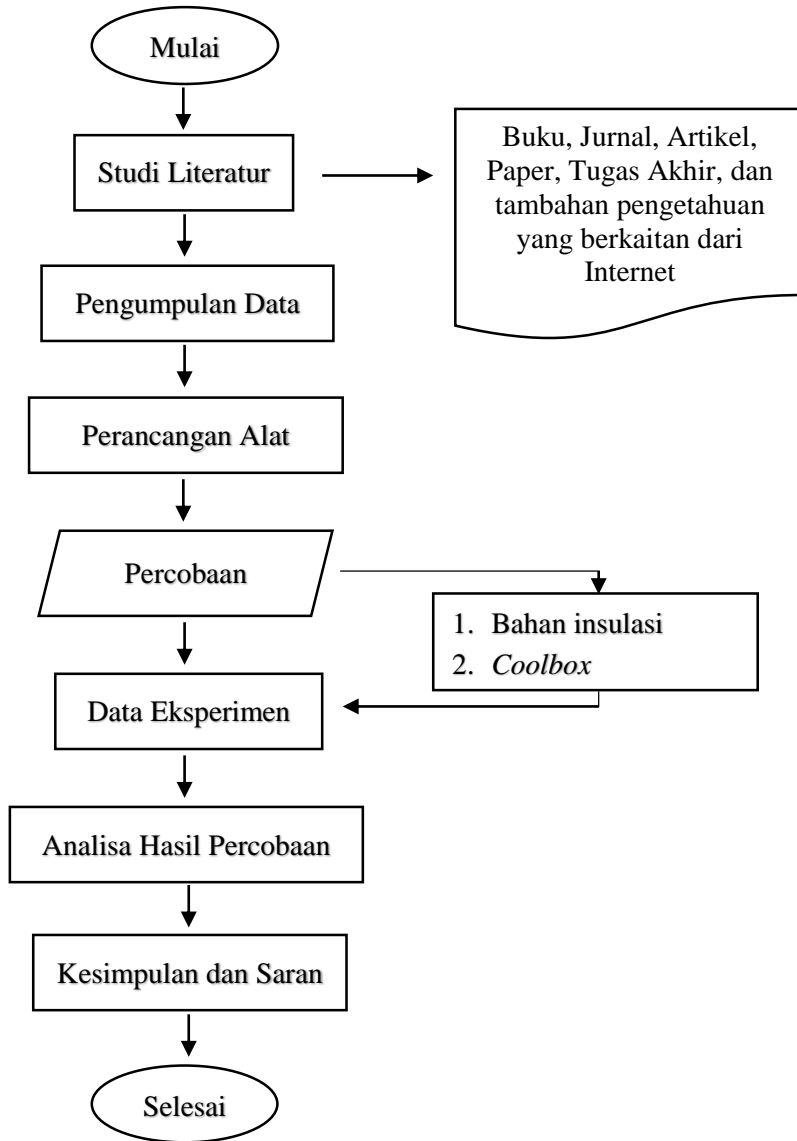 Mulai
Studi Literatur
Buku, Jurnal, Artikel,
Paper, Tugas Akhir, dan
tambahan pengetahuan
yang berkaitan dari
Internet
Pengumpulan Data
Perancangan Alat
Percobaan
1. Bahan insulasi
2. Coolbox
Data Eksperimen
Analisa Hasil Percobaan
Kesimpulan dan Saran
Selesai